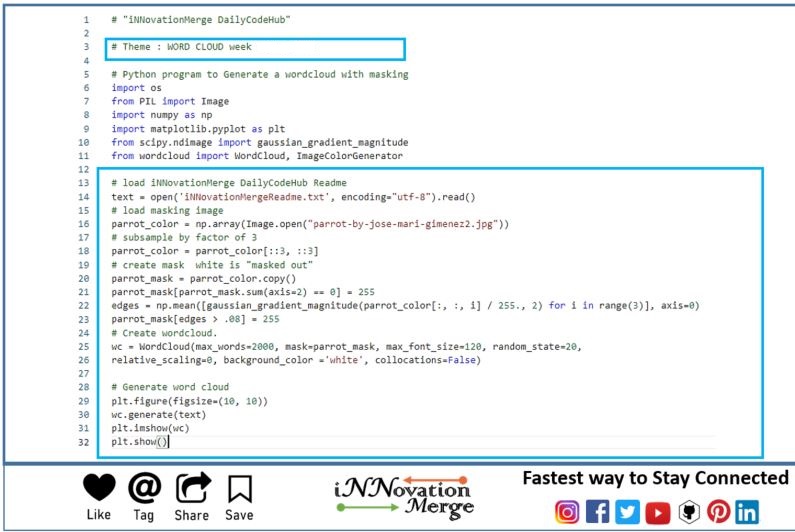 1 # "iNNovationMerge DailyCodeHub"
2
3 # Theme : WORD CLOUD week
4
5 # Python program to Generate a wordcloud with masking
6 import os
7 from PIL import Image
8 import numpy as np
9 import matplotlib.pyplot as plt
10 from scipy.ndimage import gaussian_gradient_magnitude
11 from wordcloud import WordCloud, ImageColorGenerator
12
13 # load iNNovationMerge DailyCodeHub Readme
14 text = open('iNNovationMergeReadme.txt', encoding="utf-8").read()
15 # load masking image
16 parrot_color = np.array(Image.open("parrot-by-jose-mari-gimenez2.jpg"))
17 # subsample by factor of 3
18 parrot_color = parrot_color[::3, ::3]
19 # create mask white is "masked out"
20 parrot_mask = parrot_color.copy()
21 parrot_mask[parrot_mask.sum(axis=2) == 0] = 255
22 edges = np.mean([gaussian_gradient_magnitude(parrot_color[:, :, i] / 255., 2) for i in range(3)], axis=0)
23 parrot_mask[edges > .08] = 255
24 # Create wordcloud.
25 wc = WordCloud(max_words=2000, mask=parrot_mask, max_font_size=120, random_state=20,
26 relative_scaling=0, background_color ='white', collocations=False)
27
28 # Generate word cloud
29 plt.figure(figsize=(10, 10))
30 wc.generate(text)
31 plt.imshow(wc)
32 plt.show()
Like Tag Share Save
iNNovation
Merge
Fastest way to Stay Connected